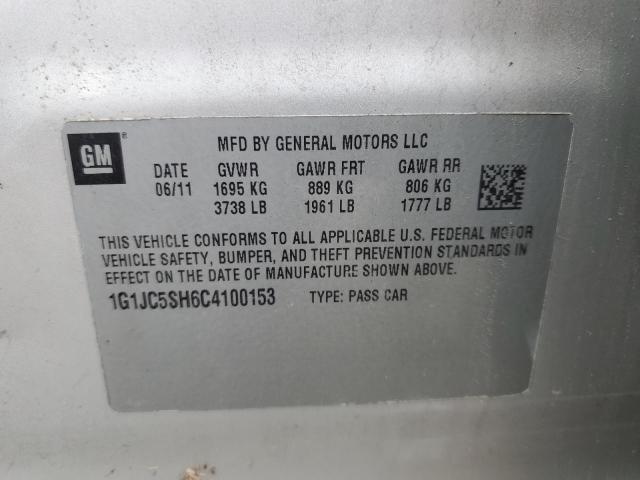 GM ®
MFD BY GENERAL MOTORS LLC
DATE GVWR GAWR FRT GAWR RR
06/11 1695 KG 889 KG 806 KG
3738 LB 1961 LB 1777 LB
THIS VEHICLE CONFORMS TO ALL APPLICABLE U.S. FEDERAL MOTOR
VEHICLE SAFETY, BUMPER, AND THEFT PREVENTION STANDARDS IN
EFFECT ON THE DATE OF MANUFACTURE SHOWN ABOVE.
1G1JC5SH6C4100153 TYPE: PASS CAR